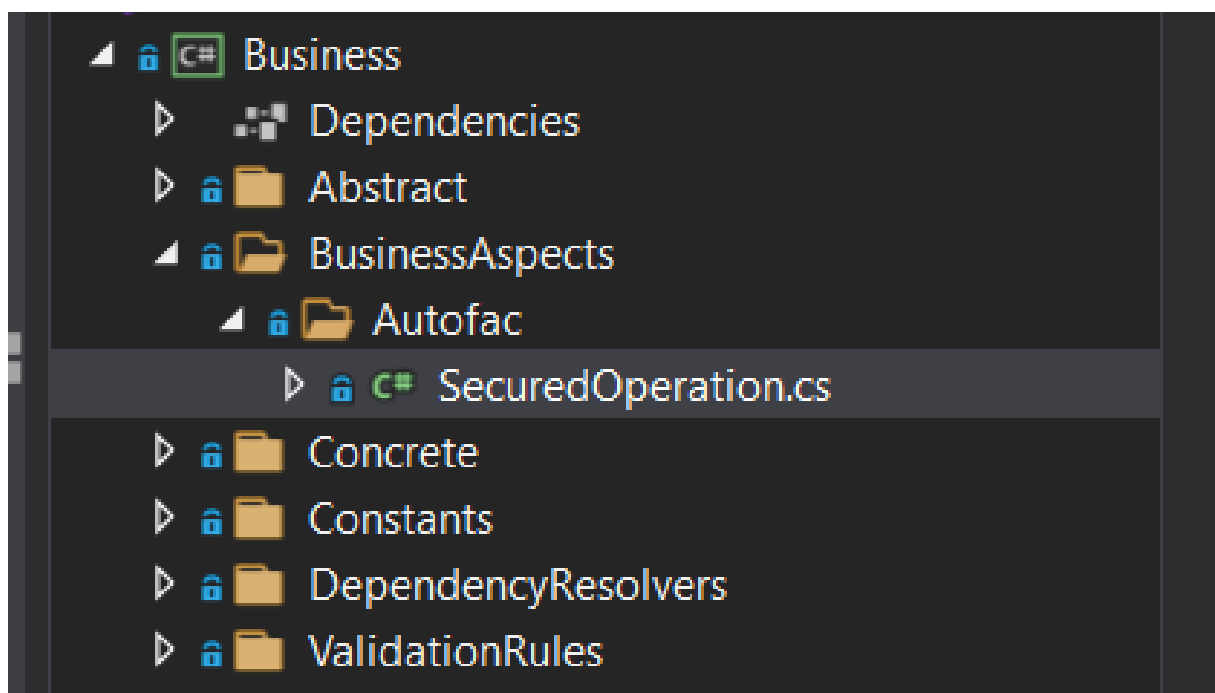 C# Business
Dependencies
Abstract
BusinessAspects
Autofac
C# SecuredOperation.cs
Concrete
Constants
DependencyResolvers
ValidationRules